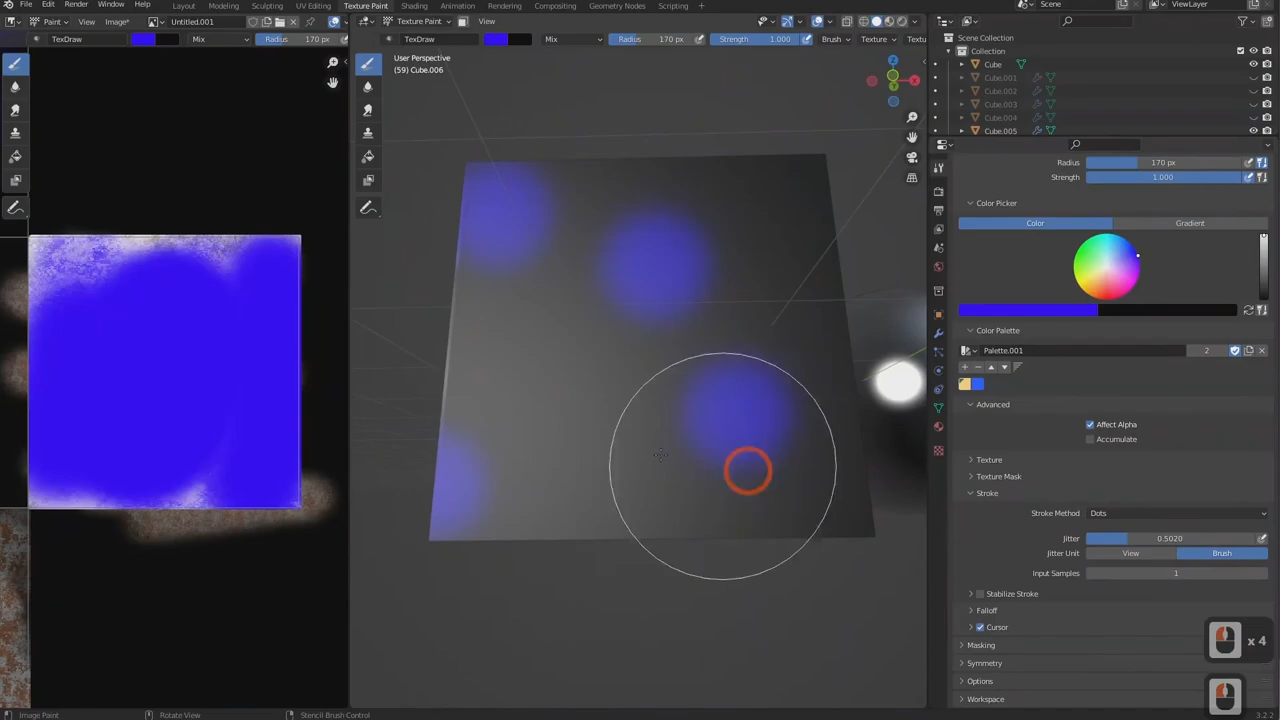 File Edit Render Window Help Layout Modeling Sculpting UV Editing Texture Paint Shading Animation Rendering Compositing Geometry Nodes Scripting Scene ViewLayer
Paint View Image* Untitled.001 Texture Paint View
TexDraw Mix Radius 170 px TexDraw Mix Radius 170 px Strength 1.000 Brush Texture Textu
User Perspective
(59) Cube.006
Scene Collection
Collection
Cube
Cube.001
Cube.002
Cube.003
Cube.004
Cube.005
Radius 170 px
Strength 1.000
Color Picker
Color Gradient
Color Palette
Palette.001 2
Advanced
Affect Alpha
Accumulate
Texture
Texture Mask
Stroke
Stroke Method Dots
Jitter 0.5020
Jitter Unit View Brush
Input Samples 1
Stabilize Stroke
Falloff
Cursor
Masking
Symmetry
Options
Workspace
x 4
Image Paint Rotate View Stencil Brush Control 3.2.2
X
Y
Z